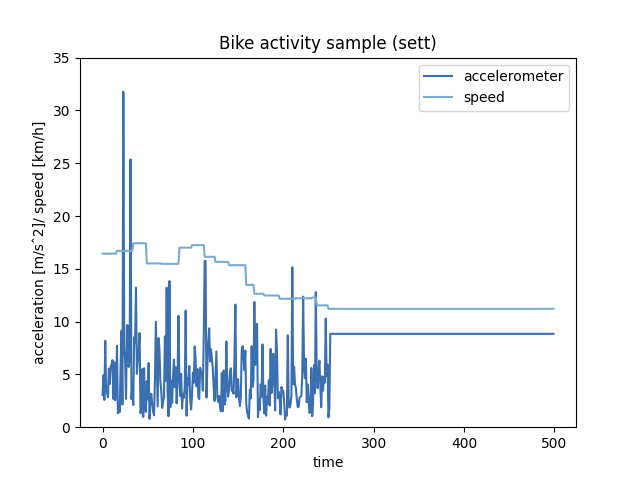 Bike activity sample (sett)
accelerometer
speed
acceleration [m/s^2]/ speed [km/h]
35
30
25
20
15
10
5
0
0 100 200 300 400 500
time